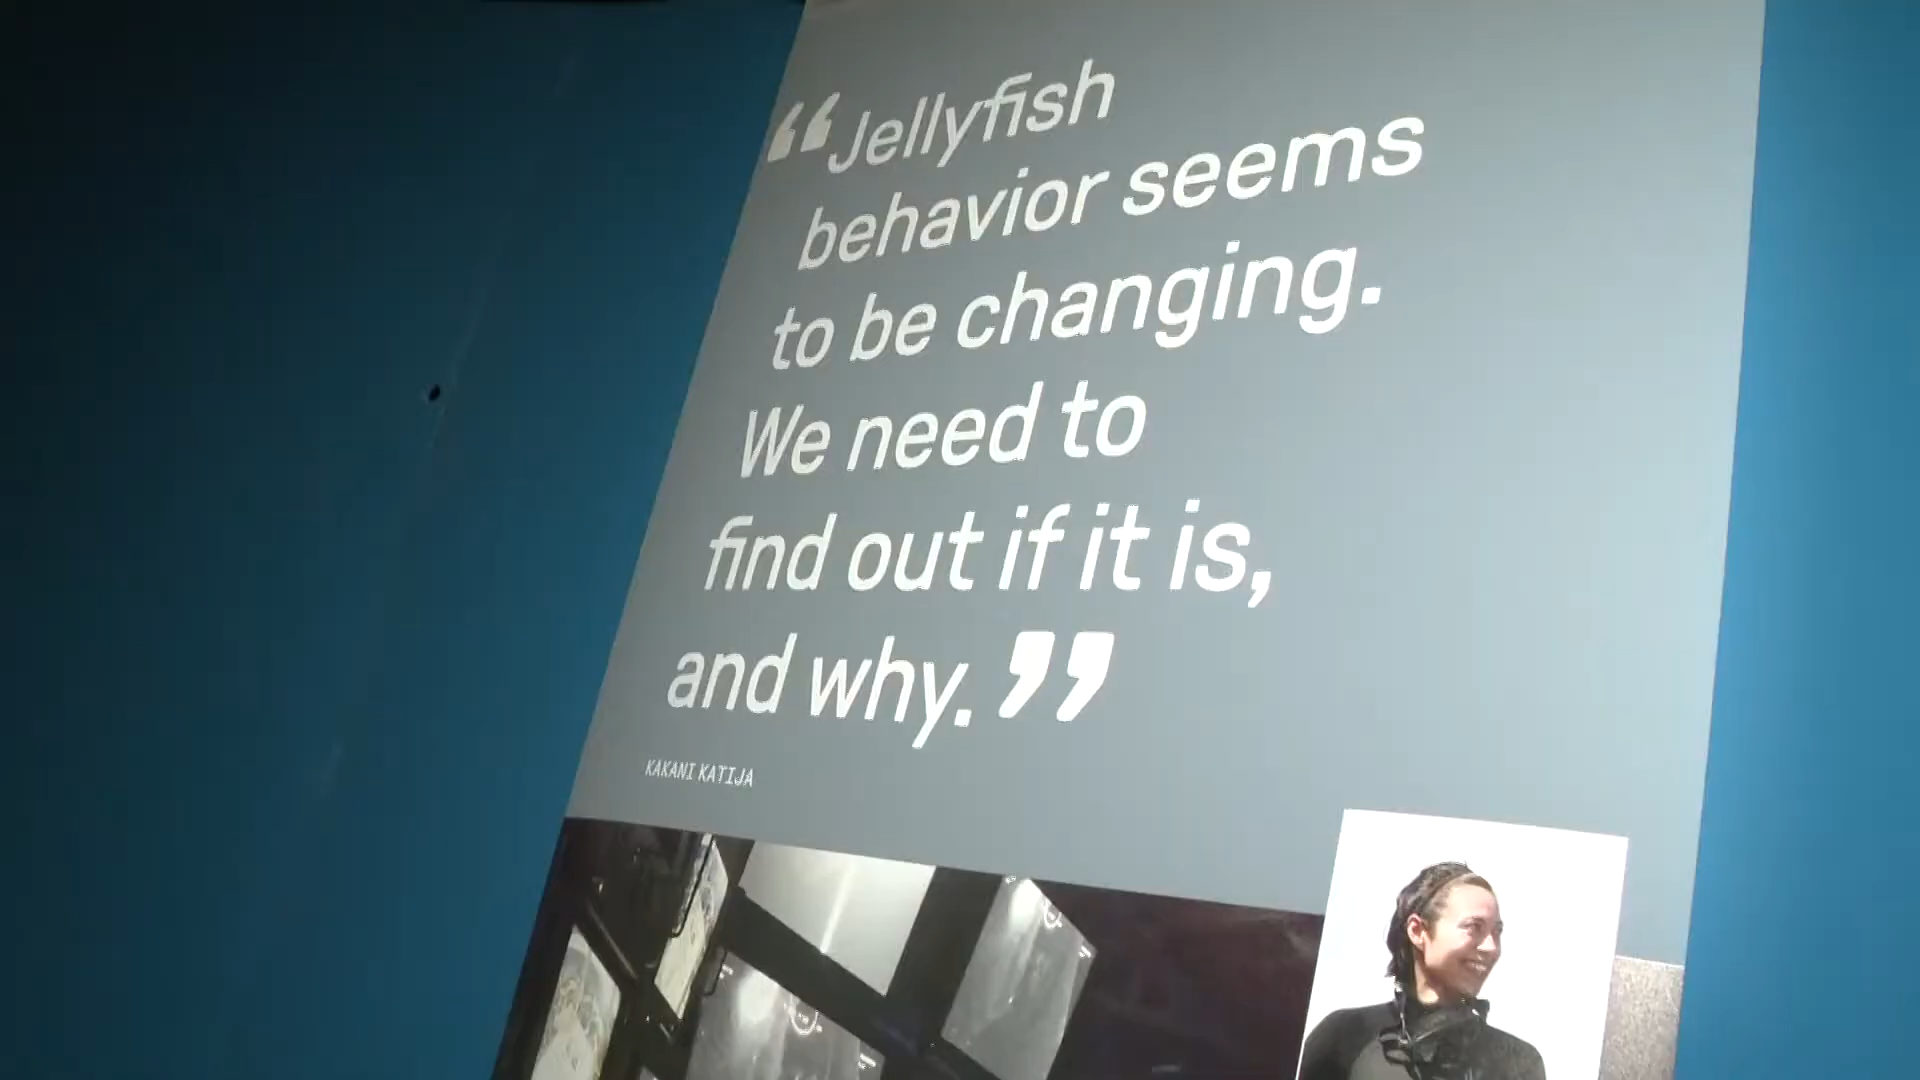 “Jellyfish
behavior seems
to be changing.
We need to
find out if it is,
and why.”
KAKANI KATIJA